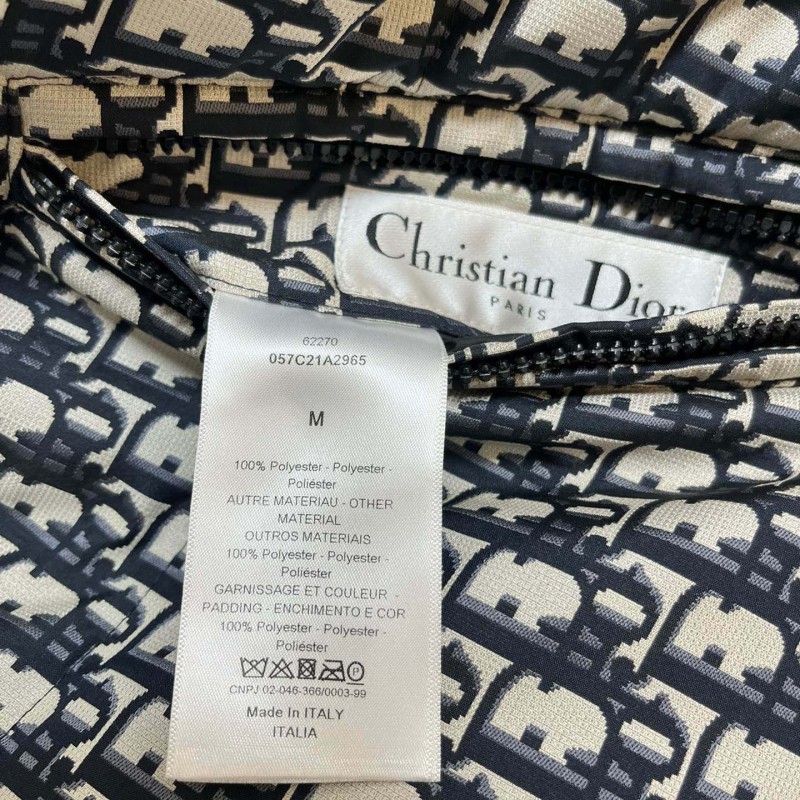 Christian Dior
PARIS
62270
057C21A2965
M
100% Polyester - Polyester -
Poliéster
AUTRE MATERIAU - OTHER
MATERIAL
OUTROS MATERIAIS
100% Polyester - Polyester -
Poliéster
GARNISSAGE ET COULEUR -
PADDING - ENCHIMENTO E COR
100% Polyester - Polyester -
Poliéster
CNPJ 02-046-366/0003-99
Made In ITALY
ITALIA